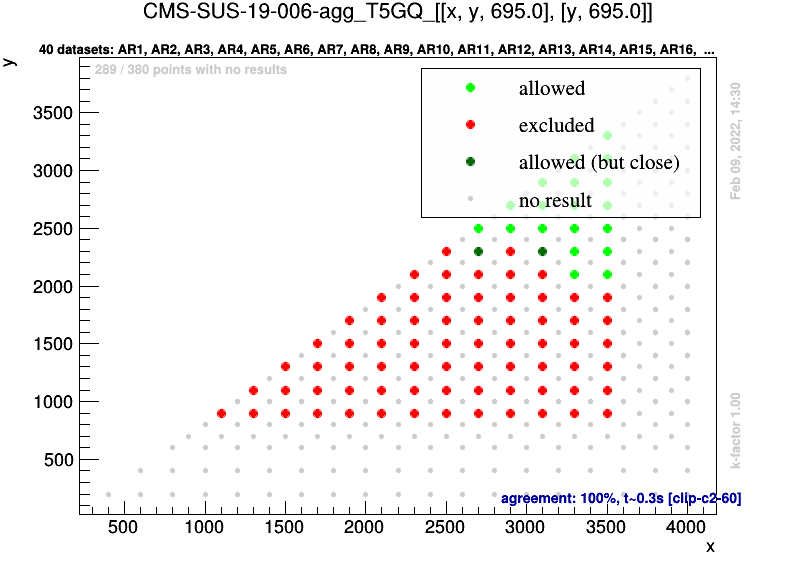 CMS-SUS-19-006-agg_T5GQ_[[x, y, 695.0], [y, 695.0]]
40 datasets: AR1, AR2, AR3, AR4, AR5, AR6, AR7, AR8, AR9, AR10, AR11, AR12, AR13, AR14, AR15, AR16, ...
y
289 / 380 points with no results
allowed
excluded
allowed (but close)
no result
Feb 09, 2022, 14:30
k-factor 1.00
3500
3000
2500
2000
1500
1000
500
agreement: 100%, t~0.3s [clip-c2-60]
500 1000 1500 2000 2500 3000 3500 4000
x